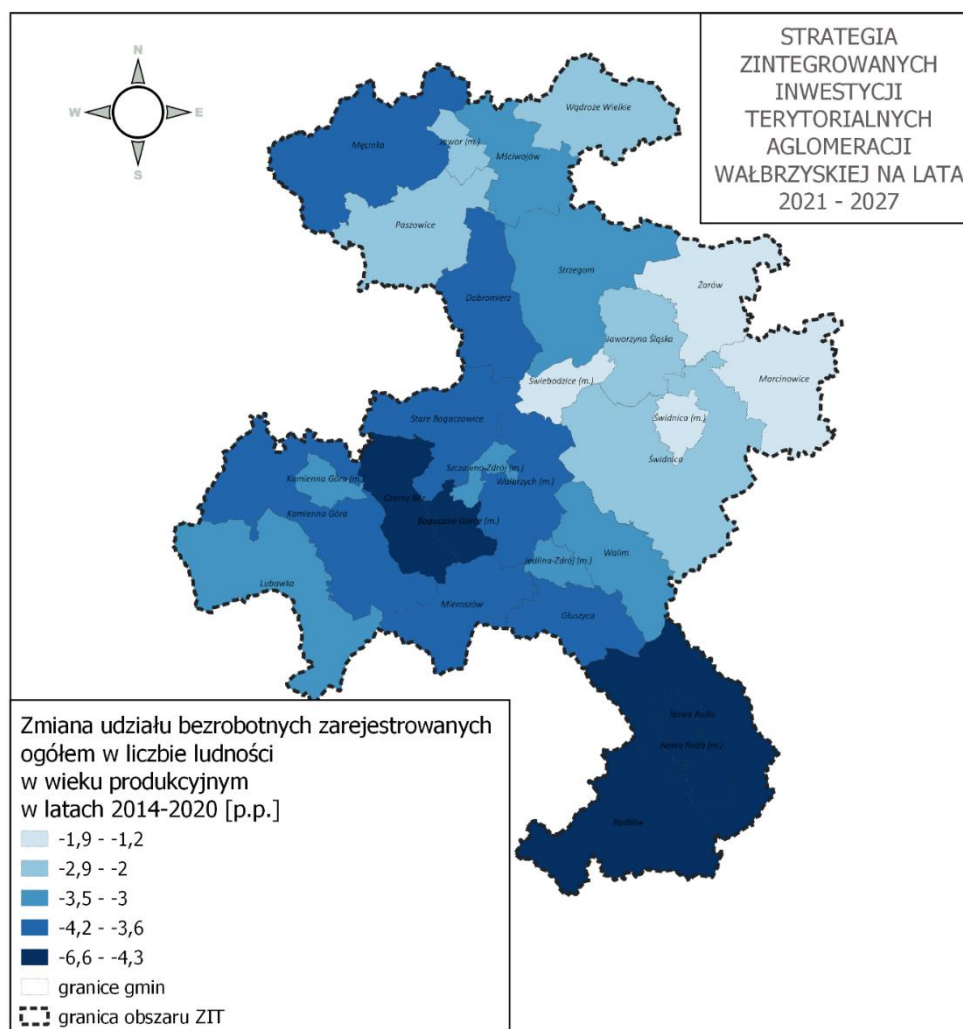 STRATEGIA
ZINTEGROWANYCH
INWESTYCJI
TERYTORIALNYCH
AGLOMERACJI
WAŁBRZYSKIEJ NA LATA
2021 - 2027
N
W
E
S
Wądroże Wielkie
Męcinka
Jawor (m.)
Mściwojów
Paszowice
Strzegom
Żarów
Dobromierz
Jaworzyna Śląska
Marcinowice
Świebodzice (m.)
Stare Bogaczowice
Świdnica (m.)
Świdnica
Szczawno-Zdrój (m.)
Kamienna Góra (m.)
Wałbrzych (m.)
Czarny Bór
Kamienna Góra
Boguszów-Gorce (m.)
Walim
Jedlina-Zdrój (m.)
Lubawka
Mieroszów
Głuszyca
Nowa Ruda
Nowa Ruda (m.)
Radków
Zmiana udziału bezrobotnych zarejestrowanych
ogółem w liczbie ludności
w wieku produkcyjnym
w latach 2014-2020 [p.p.]
-1,9 - -1,2
-2,9 - -2
-3,5 - -3
-4,2 - -3,6
-6,6 - -4,3
granice gmin
granica obszaru ZIT